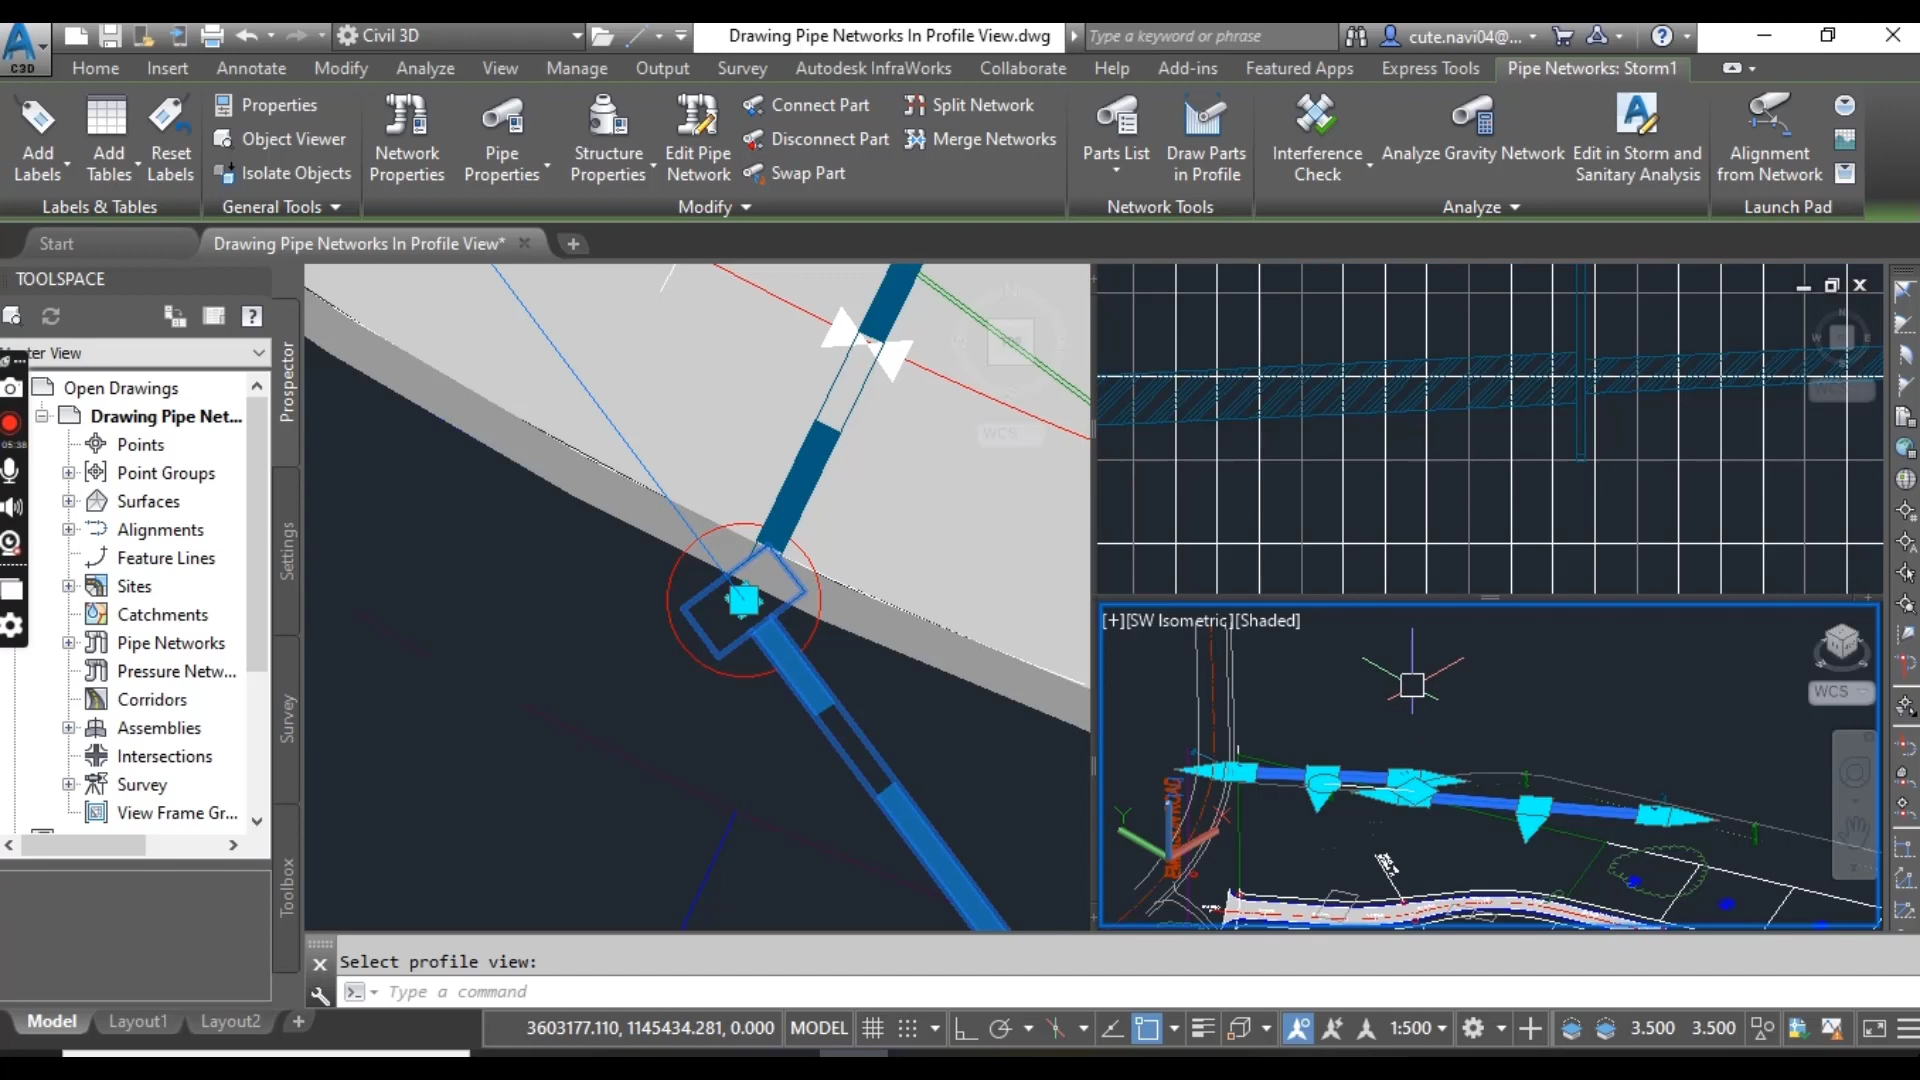 Civil 3D
Drawing Pipe Networks In Profile View.dwg
Type a keyword or phrase
cute.navi04@...
C3D
Home Insert Annotate Modify Analyze View Manage Output Survey Autodesk InfraWorks Collaborate Help Add-ins Featured Apps Express Tools Pipe Networks: Storm1
Add Labels
Add Tables
Reset Labels
Labels & Tables
Properties
Object Viewer
Isolate Objects
General Tools
Network Properties
Pipe Properties
Structure Properties
Edit Pipe Network
Connect Part
Disconnect Part
Swap Part
Split Network
Merge Networks
Modify
Parts List
Draw Parts in Profile
Network Tools
Interference Check
Analyze Gravity Network
Edit in Storm and Sanitary Analysis
Analyze
Alignment from Network
Launch Pad
Start
Drawing Pipe Networks In Profile View*
TOOLSPACE
ter View
Open Drawings
Drawing Pipe Net...
Points
Point Groups
Surfaces
Alignments
Feature Lines
Sites
Catchments
Pipe Networks
Pressure Netw...
Corridors
Assemblies
Intersections
Survey
View Frame Gr...
Prospector
Settings
Survey
Toolbox
05:38
WCS
[+][SW Isometric][Shaded]
WCS
Y
X
Select profile view:
Type a command
Model Layout1 Layout2
3603177.110, 1145434.281, 0.000 MODEL 1:500 3.500 3.500